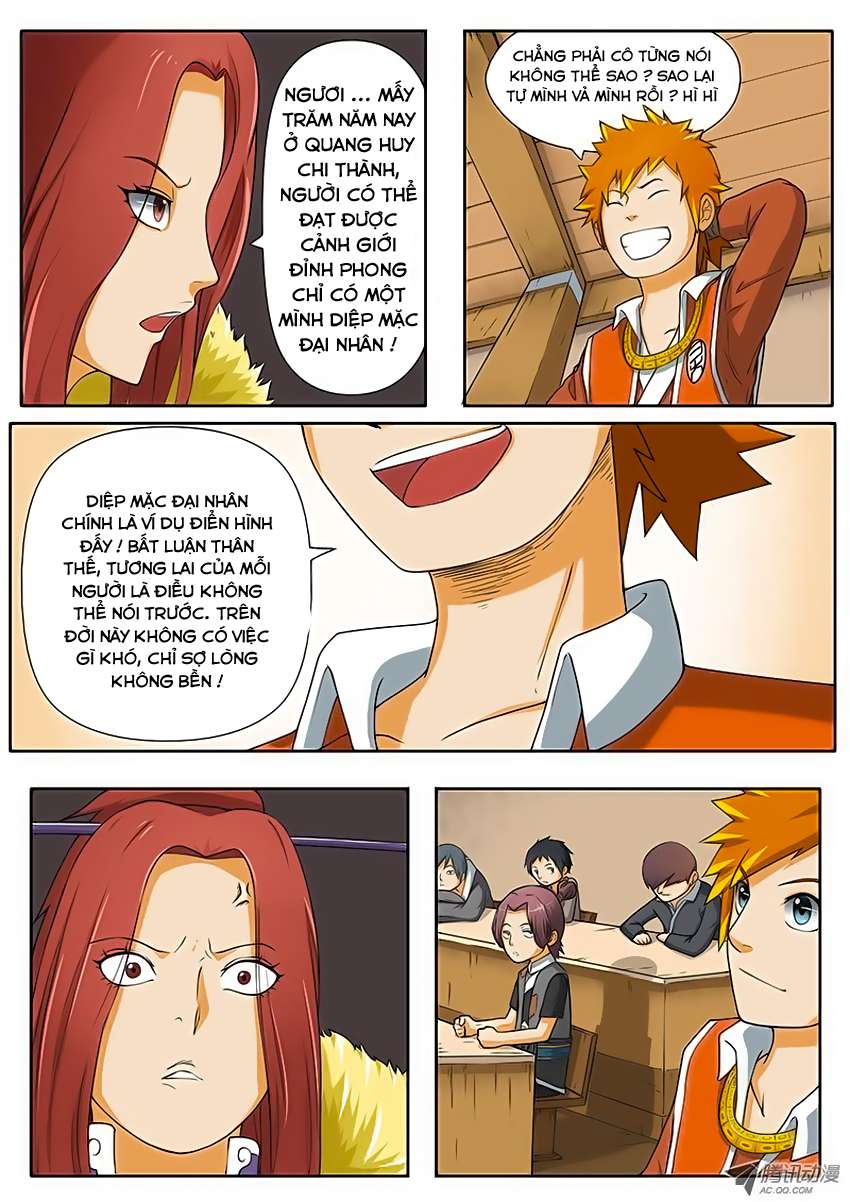 NGƯƠI ... MẤY
TRĂM NĂM NAY
Ở QUANG HUY
CHI THÀNH,
NGƯỜI CÓ THỂ
ĐẠT ĐƯỢC
CẢNH GIỚI
ĐỈNH PHONG
CHỈ CÓ MỘT
MÌNH DIỆP MẶC
ĐẠI NHÂN !
CHẲNG PHẢI CÔ TỪNG NÓI
KHÔNG THỂ SAO ? SAO LẠI
TỰ MÌNH VẢ MÌNH RỒI ? HÌ HÌ
DIỆP MẶC ĐẠI NHÂN
CHÍNH LÀ VÍ DỤ ĐIỂN HÌNH
ĐẤY ! BẤT LUẬN THÂN
THẾ, TƯƠNG LAI CỦA MỖI
NGƯỜI LÀ ĐIỀU KHÔNG
THỂ NÓI TRƯỚC. TRÊN
ĐỜI NÀY KHÔNG CÓ VIỆC
GÌ KHÓ, CHỈ SỢ LÒNG
KHÔNG BỀN !
腾讯动漫
AC.QQ.COM